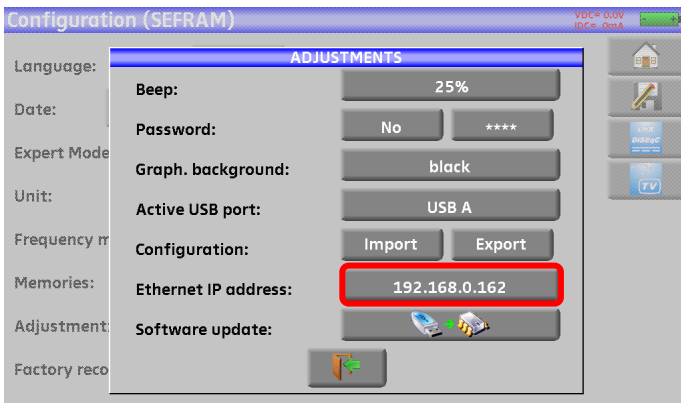 Configuration (SEFRAM)
VDC= 0.0V
IDC= 0mA
- +
Language:
Date:
Expert Mode
Unit:
Frequency m
Memories:
Adjustment:
Factory reco
ADJUSTMENTS
Beep: 25%
Password: No ****
Graph. background: black
Active USB port: USB A
Configuration: Import Export
Ethernet IP address: 192.168.0.162
Software update:
LNB
DiSEqC
TV